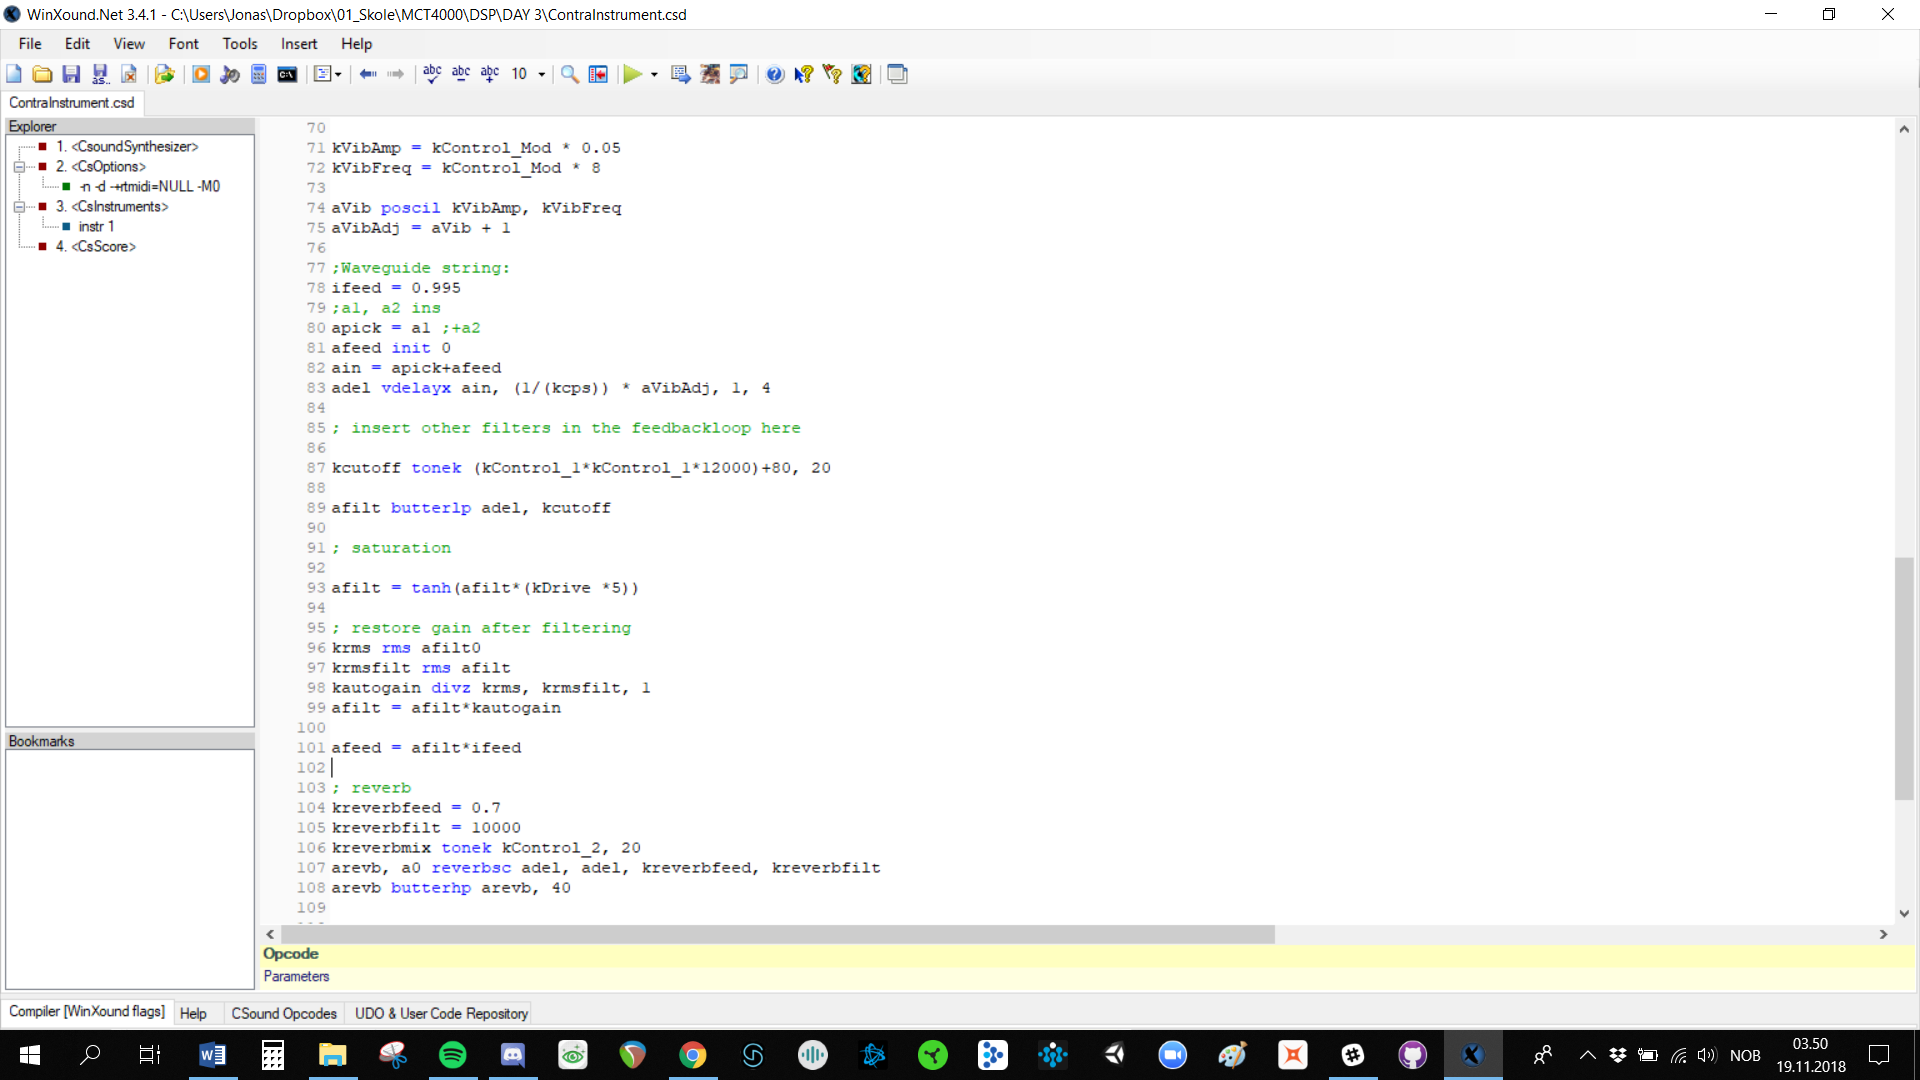 WinXound.Net 3.4.1 - C:\Users\Jonas\Dropbox\01_Skole\MCT4000\DSP\DAY 3\ContraInstrument.csd
File Edit View Font Tools Insert Help
as.. C:\ abc abc abc 10
ContraInstrument.csd
Explorer
1. <CsoundSynthesizer>
2. <CsOptions>
-n -d -+rtmidi=NULL -M0
3. <CsInstruments>
instr 1
4. <CsScore>
Bookmarks
70
71 kVibAmp = kControl_Mod * 0.05
72 kVibFreq = kControl_Mod * 8
73
74 aVib poscil kVibAmp, kVibFreq
75 aVibAdj = aVib + 1
76
77 ;Waveguide string:
78 ifeed = 0.995
79 ;a1, a2 ins
80 apick = a1 ;+a2
81 afeed init 0
82 ain = apick+afeed
83 adel vdelayx ain, (1/(kcps)) * aVibAdj, 1, 4
84
85 ; insert other filters in the feedbackloop here
86
87 kcutoff tonek (kControl_1*kControl_1*12000)+80, 20
88
89 afilt butterlp adel, kcutoff
90
91 ; saturation
92
93 afilt = tanh(afilt*(kDrive *5))
94
95 ; restore gain after filtering
96 krms rms afilt0
97 krmsfilt rms afilt
98 kautogain divz krms, krmsfilt, 1
99 afilt = afilt*kautogain
100
101 afeed = afilt*ifeed
102
103 ; reverb
104 kreverbfeed = 0.7
105 kreverbfilt = 10000
106 kreverbmix tonek kControl_2, 20
107 arevb, a0 reverbsc adel, adel, kreverbfeed, kreverbfilt
108 arevb butterhp arevb, 40
109
Opcode
Parameters
Compiler [WinXound flags] Help CSound Opcodes UDO & User Code Repository
NOB
03.50
19.11.2018